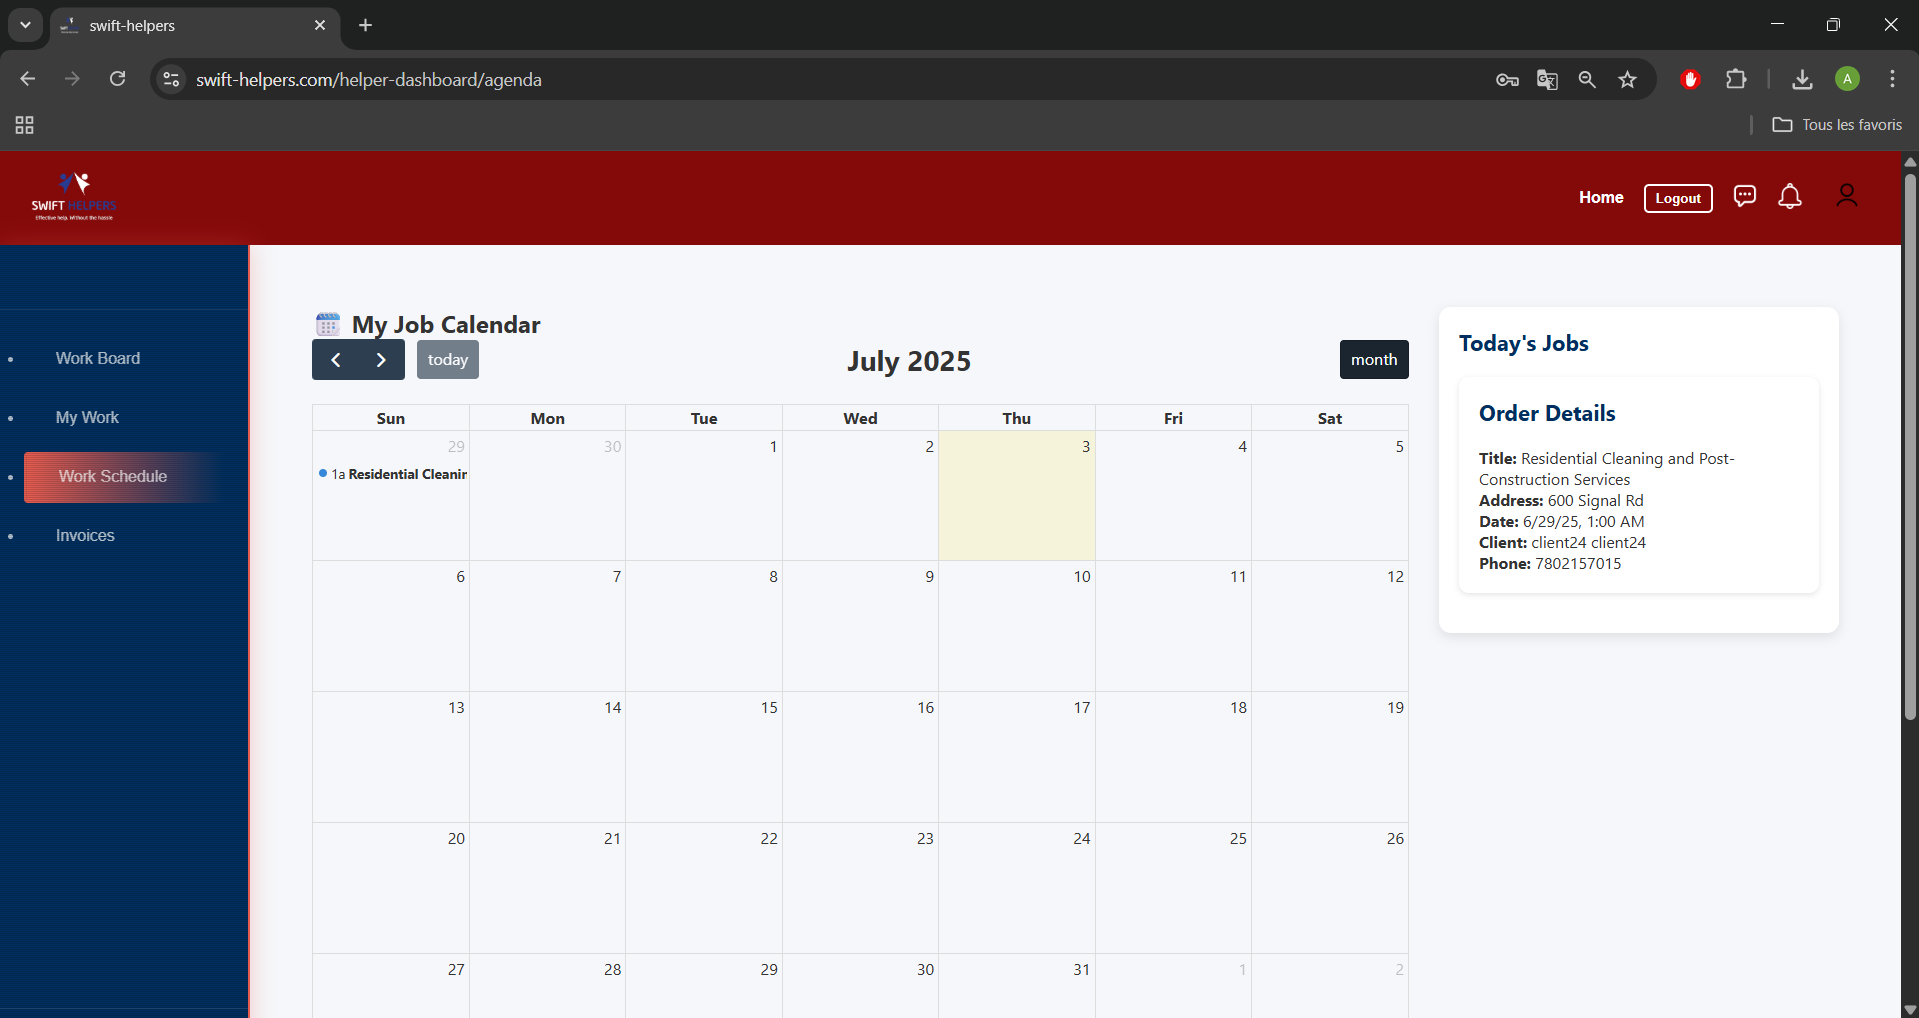 swift-helpers
swift-helpers.com/helper-dashboard/agenda
A
Tous les favoris
SWIFT HELPERS
Effective help. Without the hassle
Home
Logout
Work Board
My Work
Work Schedule
Invoices
My Job Calendar
today
July 2025
month
Sun Mon Tue Wed Thu Fri Sat
29 30 1 2 3 4 5
1a Residential Cleanin
6 7 8 9 10 11 12
13 14 15 16 17 18 19
20 21 22 23 24 25 26
27 28 29 30 31 1 2
Today's Jobs
Order Details
Title: Residential Cleaning and Post-
Construction Services
Address: 600 Signal Rd
Date: 6/29/25, 1:00 AM
Client: client24 client24
Phone: 7802157015